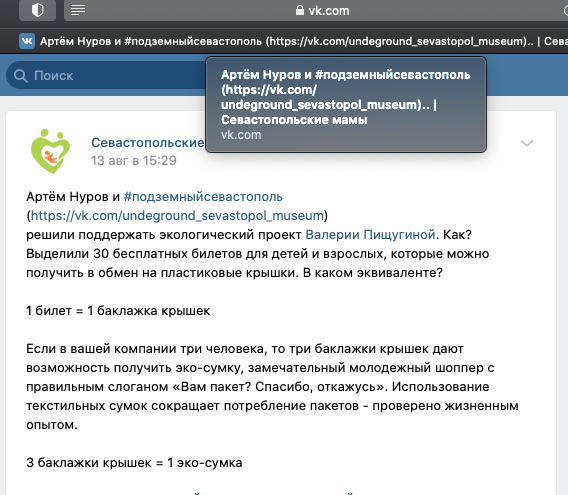 vk.com
Артём Нуров и #подземныйсевастополь (https://vk.com/undeground_sevastopol_museum).. | Сева
Поиск
Артём Нуров и #подземныйсевастополь
(https://vk.com/
undeground_sevastopol_museum).. |
Севастопольские мамы
vk.com
Севастопольские
13 авг в 15:29
Артём Нуров и #подземныйсевастополь
(https://vk.com/undeground_sevastopol_museum)
решили поддержать экологический проект Валерии Пищугиной. Как?
Выделили 30 бесплатных билетов для детей и взрослых, которые можно
получить в обмен на пластиковые крышки. В каком эквиваленте?
1 билет = 1 баклажка крышек
Если в вашей компании три человека, то три баклажки крышек дают
возможность получить эко-сумку, замечательный молодежный шоппер с
правильным слоганом «Вам пакет? Спасибо, откажусь». Использование
текстильных сумок сокращает потребление пакетов - проверено жизненным
опытом.
3 баклажки крышек = 1 эко-сумка